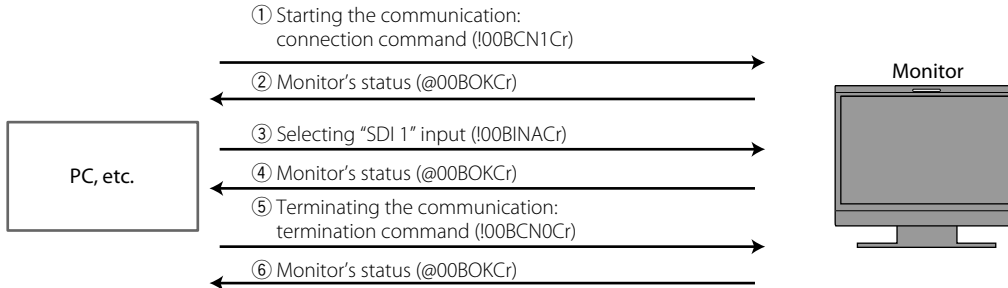 ① Starting the communication:
connection command (!00BCN1Cr)
② Monitor’s status (@00BOKCr)
Monitor
③ Selecting “SDI 1” input (!00BINACr)
PC, etc.
④ Monitor’s status (@00BOKCr)
⑤ Terminating the communication:
termination command (!00BCN0Cr)
⑥ Monitor’s status (@00BOKCr)